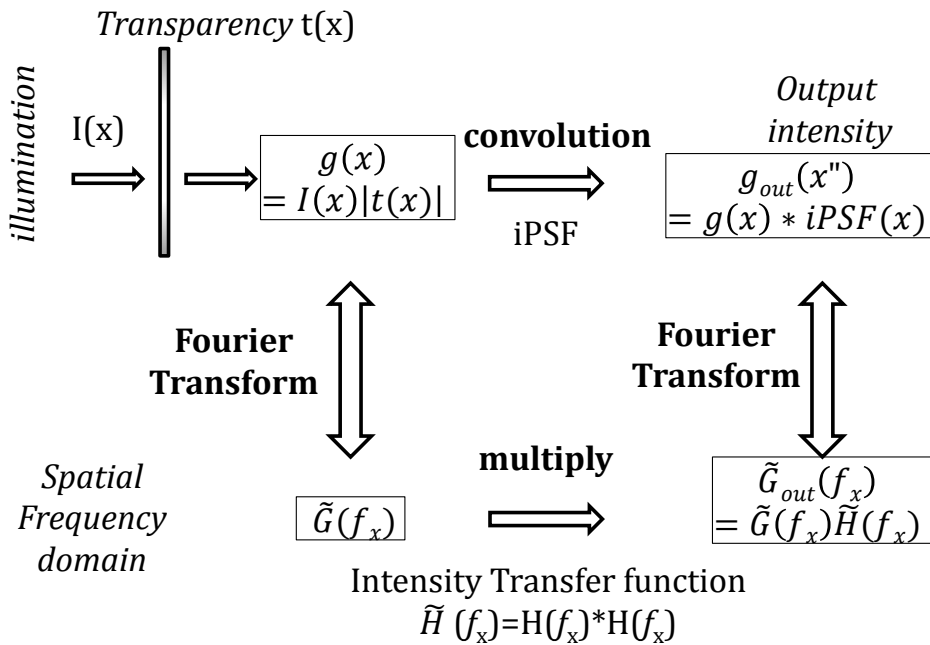 Transparency t(x)
illumination
I(x)
g(x)
= I(x)|t(x)|
convolution
iPSF
Output
intensity
g_out(x")
= g(x) * iPSF(x)
Fourier
Transform
Fourier
Transform
Spatial
Frequency
domain
G̃(f_x)
multiply
G̃_out(f_x)
= G̃(f_x)H̃(f_x)
Intensity Transfer function
H̃ (f_x)=H(f_x)*H(f_x)